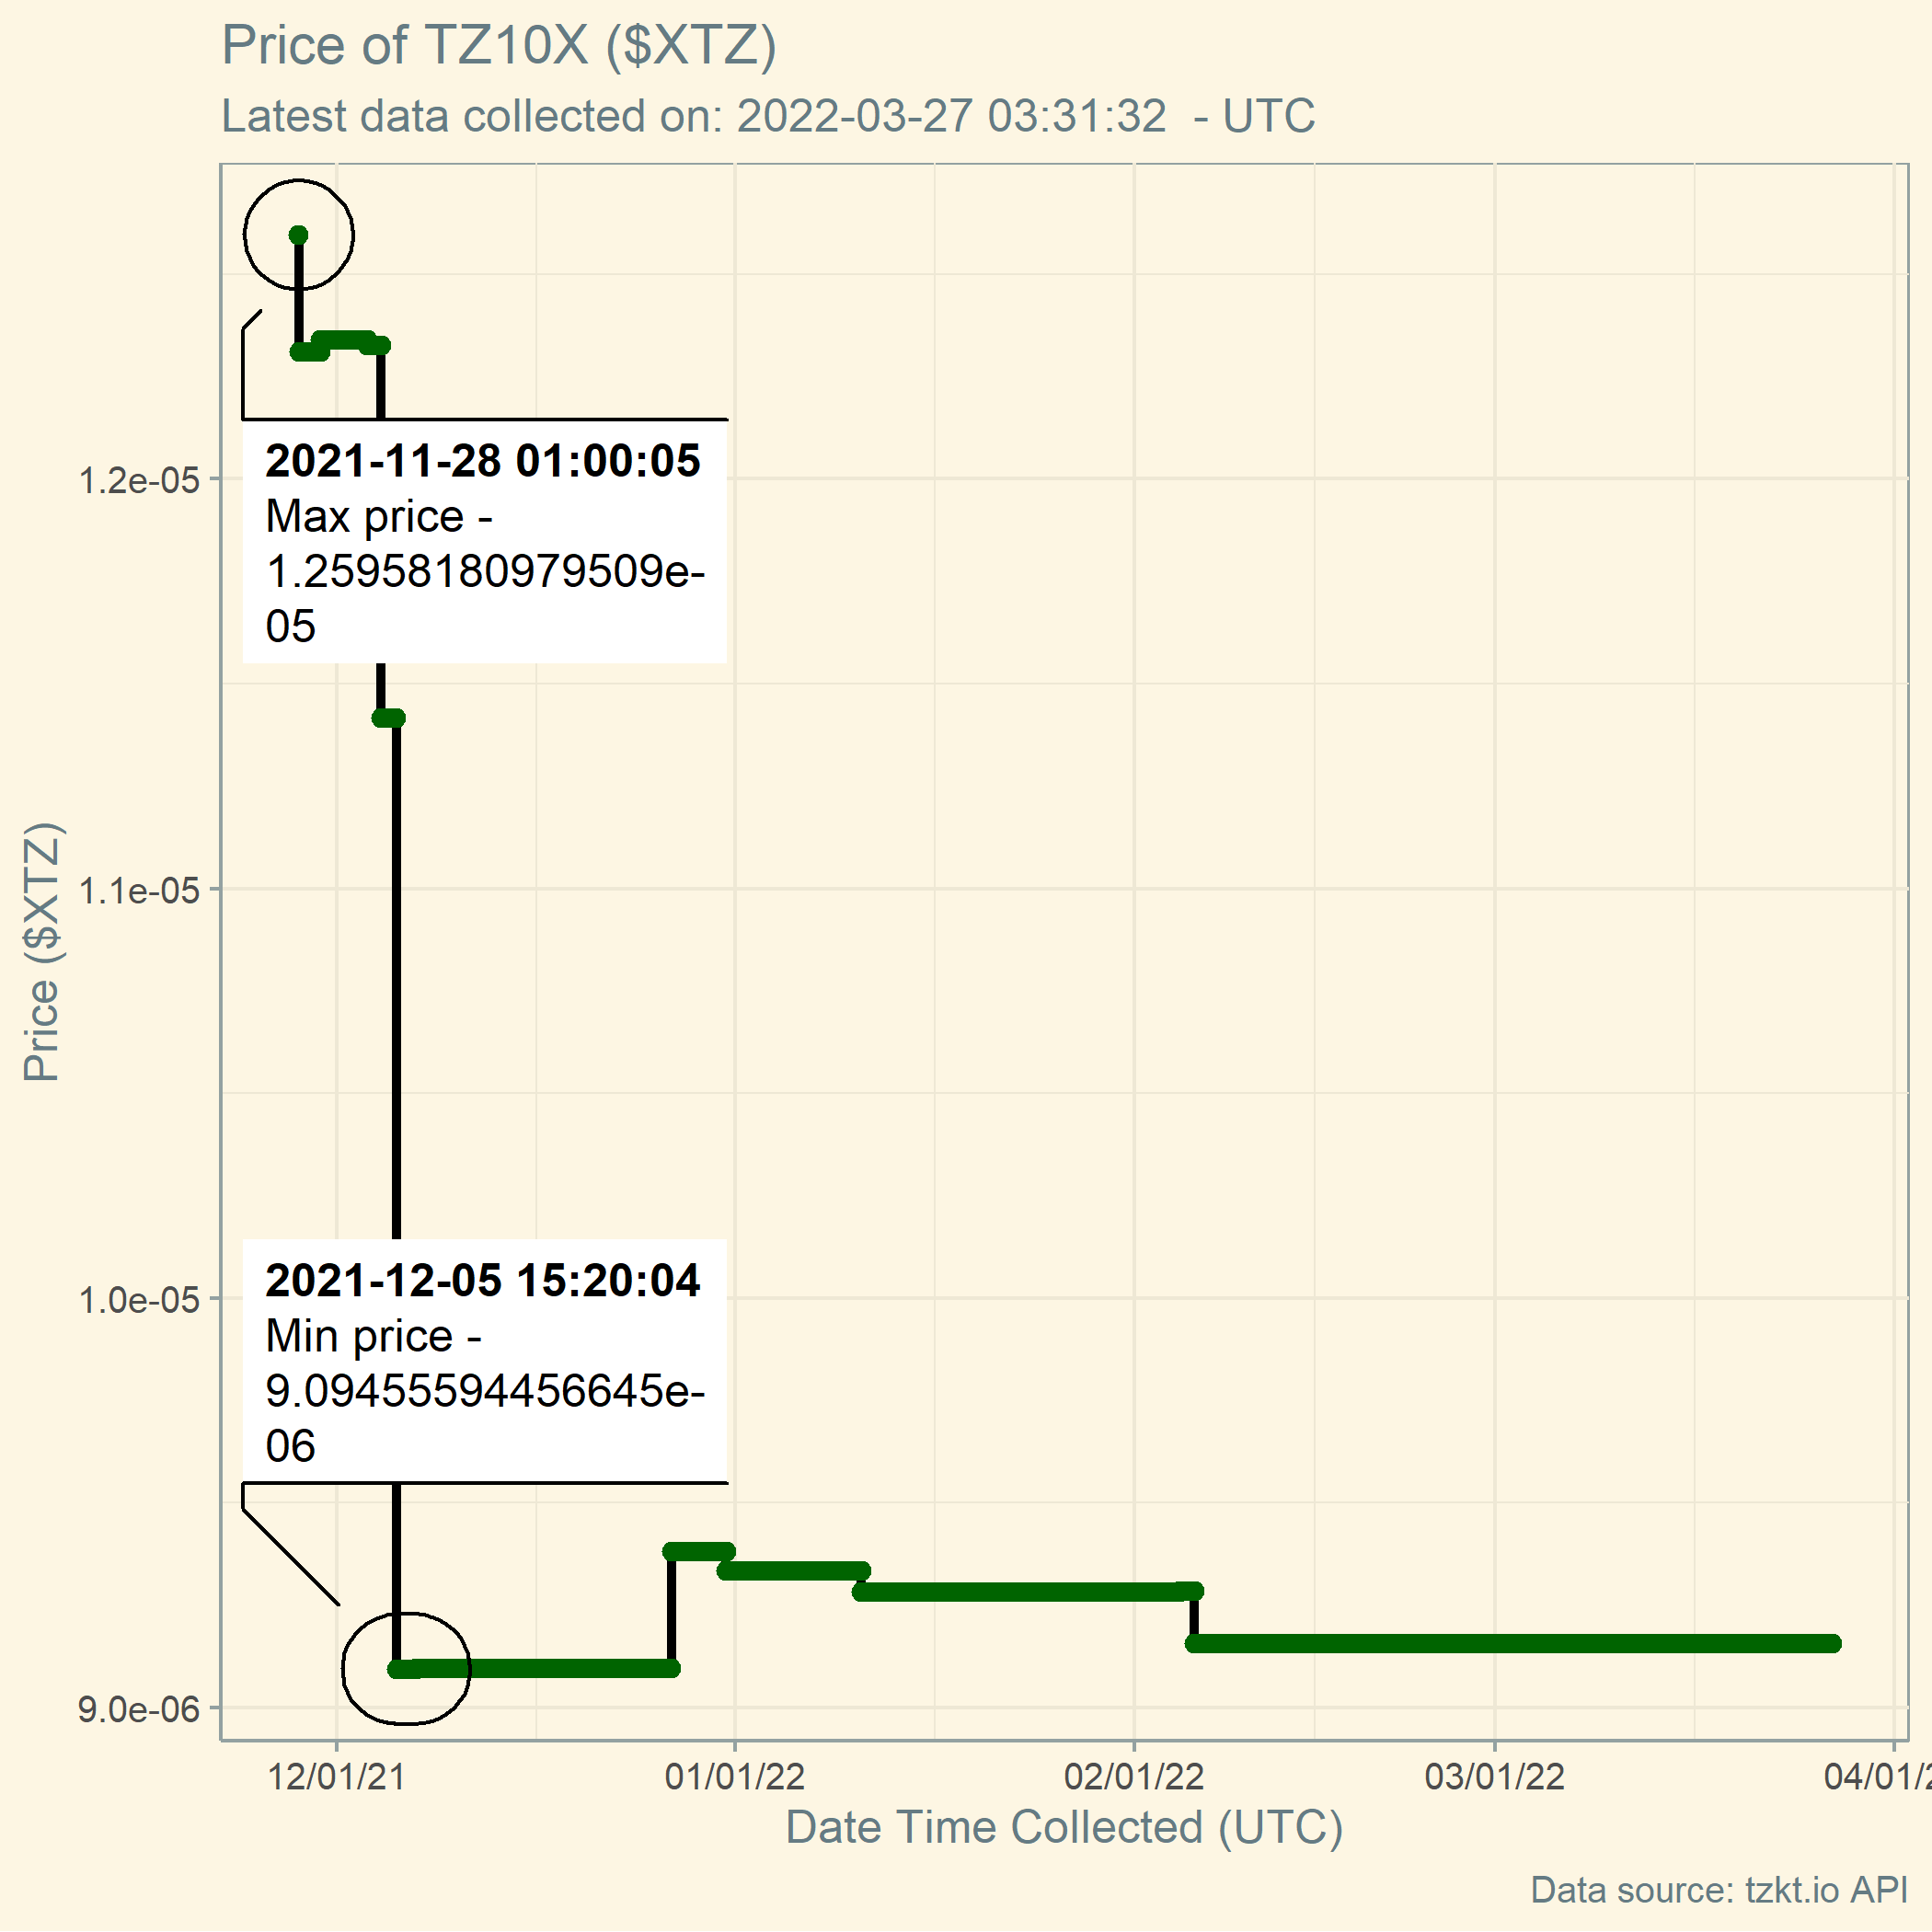 Price of TZ10X ($XTZ)
Latest data collected on: 2022-03-27 03:31:32  - UTC
2021-11-28 01:00:05
Max price -
1.25958180979509e-
05
2021-12-05 15:20:04
Min price -
9.09455594456645e-
06
Price ($XTZ)
1.2e-05
1.1e-05
1.0e-05
9.0e-06
12/01/21
01/01/22
02/01/22
03/01/22
04/01/2
Date Time Collected (UTC)
Data source: tzkt.io API